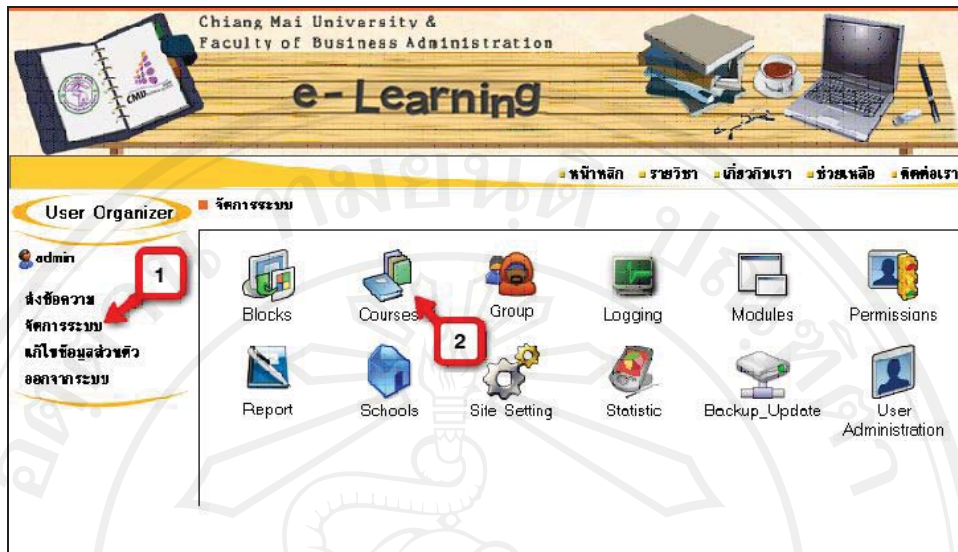 Chiang Mai University &
Faculty of Business Administration
e-Learning
CMU
หน้าหลัก รายวิชา เกี่ยวกับเรา ช่วยเหลือ ติดต่อเรา
User Organizer
จัดการระบบ
admin
1
ส่งข้อความ
จัดการระบบ
แก้ไขข้อมูลส่วนตัว
ออกจากระบบ
Blocks Courses Group Logging Modules Permissions
2
Report Schools Site Setting Statistic Backup_Update User Administration